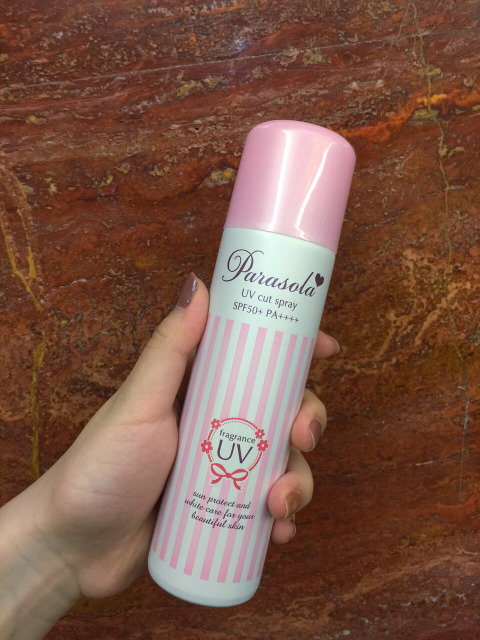 Parasola
UV cut spray
SPF50+ PA++++
fragrance
UV
sun protect and
white care for your
beautiful skin